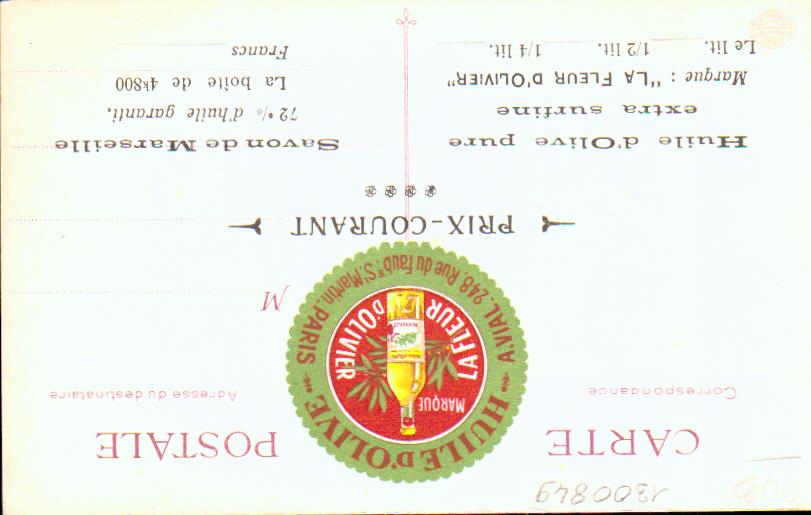 PUB
1300849
CARTE POSTALE
Correspondance
Adresse du destinataire
HUILE D'OLIVE
MARQUE
LA FLEUR
D'OLIVIER
A. VIAL, 248, Rue du Faubg St Martin, PARIS
M
PRIX-COURANT
Huile d'Olive pure
extra surfine
Marque : "LA FLEUR D'OLIVIER"
Le lit. 1/2 lit. 1/4 lit.
Savon de Marseille
72 % d'huile garanti,
La boîte de 4k800
Francs